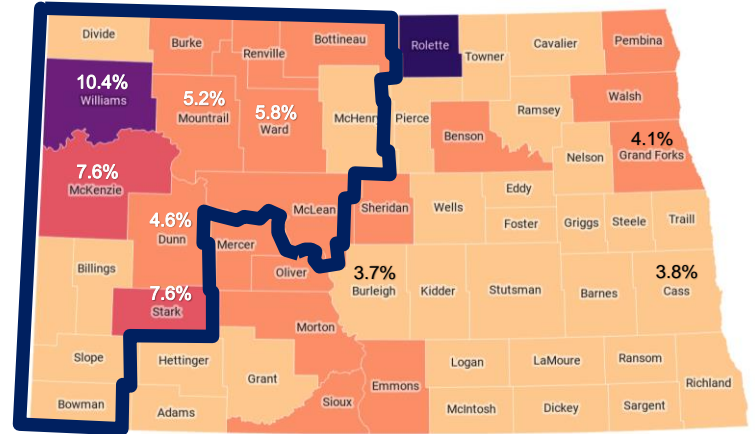 Divide
Burke
Renville
Bottineau
Rolette
Towner
Cavalier
Pembina
10.4%
Williams
5.2%
Mountrail
5.8%
Ward
McHenry
Pierce
Benson
Ramsey
Walsh
Nelson
4.1%
Grand Forks
7.6%
McKenzie
4.6%
Dunn
McLean
Sheridan
Wells
Eddy
Foster
Griggs
Steele
Traill
Mercer
Oliver
Billings
7.6%
Stark
3.7%
Burleigh
Kidder
Stutsman
Barnes
3.8%
Cass
Morton
Slope
Hettinger
Grant
Emmons
Logan
LaMoure
Ransom
Richland
Bowman
Adams
Sioux
McIntosh
Dickey
Sargent